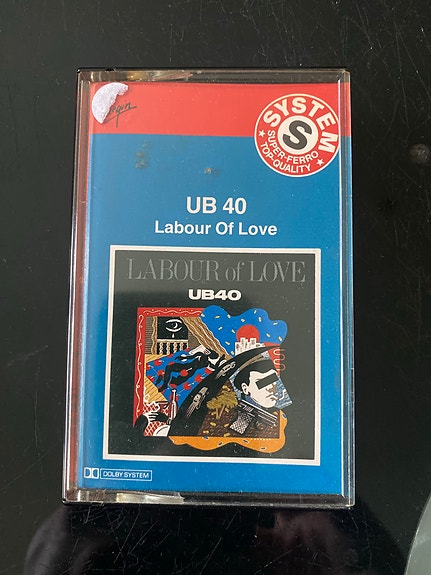 SYSTEM
S
SUPER-FERRO
★ TOP-QUALITY ★
UB 40
Labour Of Love
LABOUR of LOVE
UB40
DOLBY SYSTEM